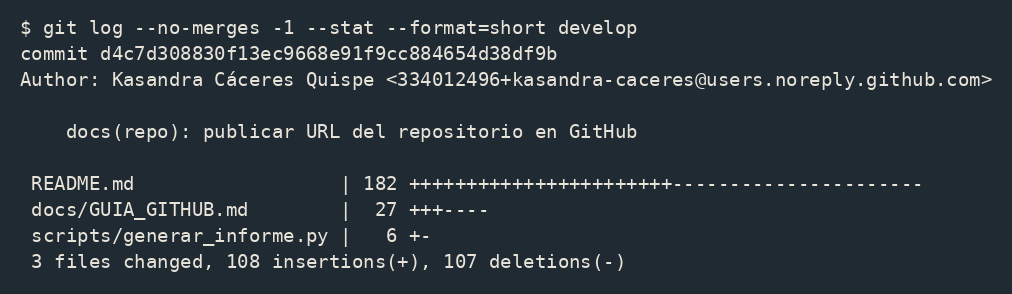 $ git log --no-merges -1 --stat --format=short develop
commit d4c7d308830f13ec9668e91f9cc884654d38df9b
Author: Kasandra Cáceres Quispe <334012496+kasandra-caceres@users.noreply.github.com>
docs(repo): publicar URL del repositorio en GitHub
README.md | 182 +++++++++++++++++++++++----------------------
docs/GUIA_GITHUB.md | 27 +++----
scripts/generar_informe.py | 6 +-
3 files changed, 108 insertions(+), 107 deletions(-)